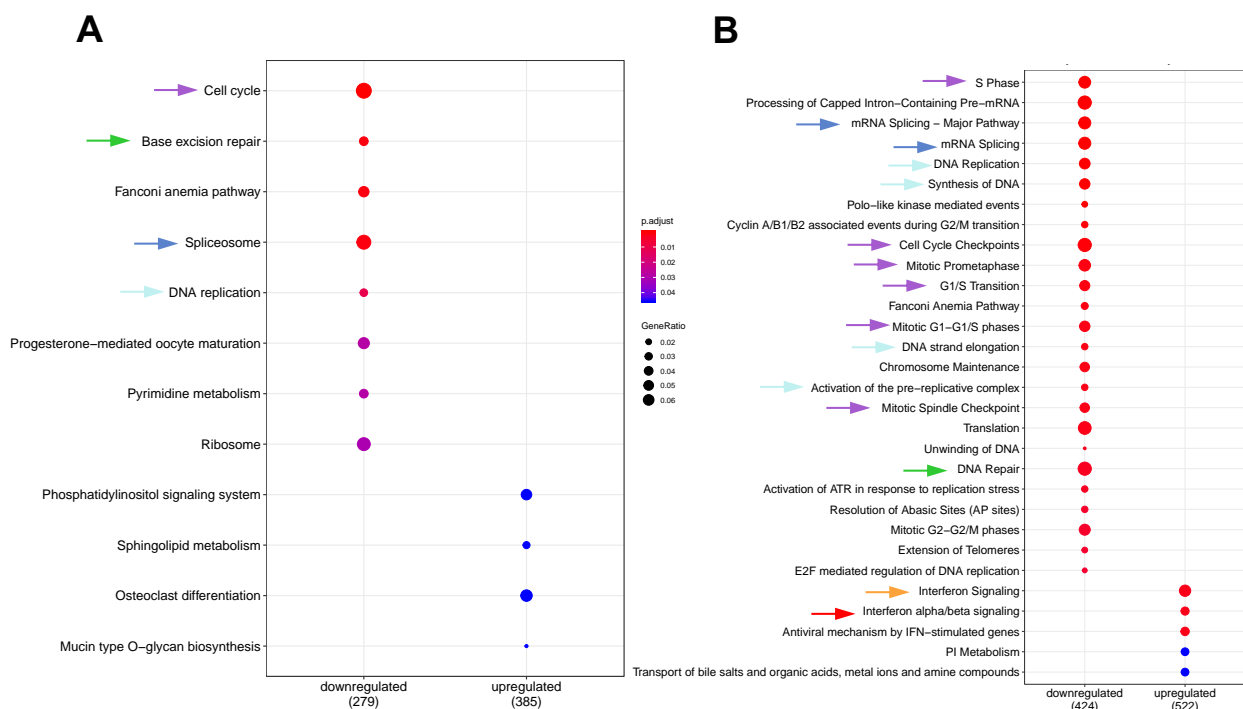 A
Cell cycle
Base excision repair
Fanconi anemia pathway
Spliceosome
DNA replication
Progesterone−mediated oocyte maturation
Pyrimidine metabolism
Ribosome
Phosphatidylinositol signaling system
Sphingolipid metabolism
Osteoclast differentiation
Mucin type O−glycan biosynthesis
downregulated
(279)
upregulated
(385)
p.adjust
0.01
0.02
0.03
0.04
GeneRatio
0.02
0.03
0.04
0.05
0.06
B
S Phase
Processing of Capped Intron−Containing Pre−mRNA
mRNA Splicing − Major Pathway
mRNA Splicing
DNA Replication
Synthesis of DNA
Polo−like kinase mediated events
Cyclin A/B1/B2 associated events during G2/M transition
Cell Cycle Checkpoints
Mitotic Prometaphase
G1/S Transition
Fanconi Anemia Pathway
Mitotic G1−G1/S phases
DNA strand elongation
Chromosome Maintenance
Activation of the pre−replicative complex
Mitotic Spindle Checkpoint
Translation
Unwinding of DNA
DNA Repair
Activation of ATR in response to replication stress
Resolution of Abasic Sites (AP sites)
Mitotic G2−G2/M phases
Extension of Telomeres
E2F mediated regulation of DNA replication
Interferon Signaling
Interferon alpha/beta signaling
Antiviral mechanism by IFN−stimulated genes
PI Metabolism
Transport of bile salts and organic acids, metal ions and amine compounds
downregulated
(424)
upregulated
(522)